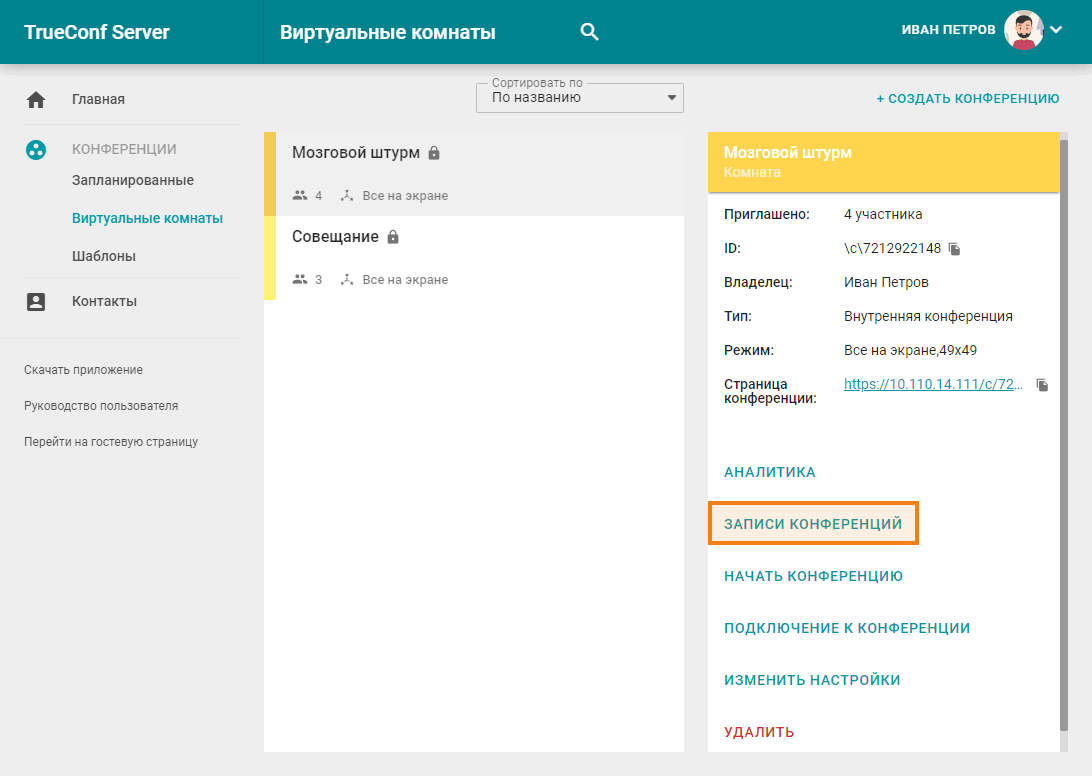 TrueConf Server
Виртуальные комнаты
ИВАН ПЕТРОВ
Главная
КОНФЕРЕНЦИИ
Запланированные
Виртуальные комнаты
Шаблоны
Контакты
Скачать приложение
Руководство пользователя
Перейти на гостевую страницу
Сортировать по
По названию
+ СОЗДАТЬ КОНФЕРЕНЦИЮ
Мозговой штурм
4 Все на экране
Совещание
3 Все на экране
Мозговой штурм
Комната
Приглашено: 4 участника
ID: \c\7212922148
Владелец: Иван Петров
Тип: Внутренняя конференция
Режим: Все на экране,49x49
Страница конференции: https://10.110.14.111/c/72...
АНАЛИТИКА
ЗАПИСИ КОНФЕРЕНЦИЙ
НАЧАТЬ КОНФЕРЕНЦИЮ
ПОДКЛЮЧЕНИЕ К КОНФЕРЕНЦИИ
ИЗМЕНИТЬ НАСТРОЙКИ
УДАЛИТЬ